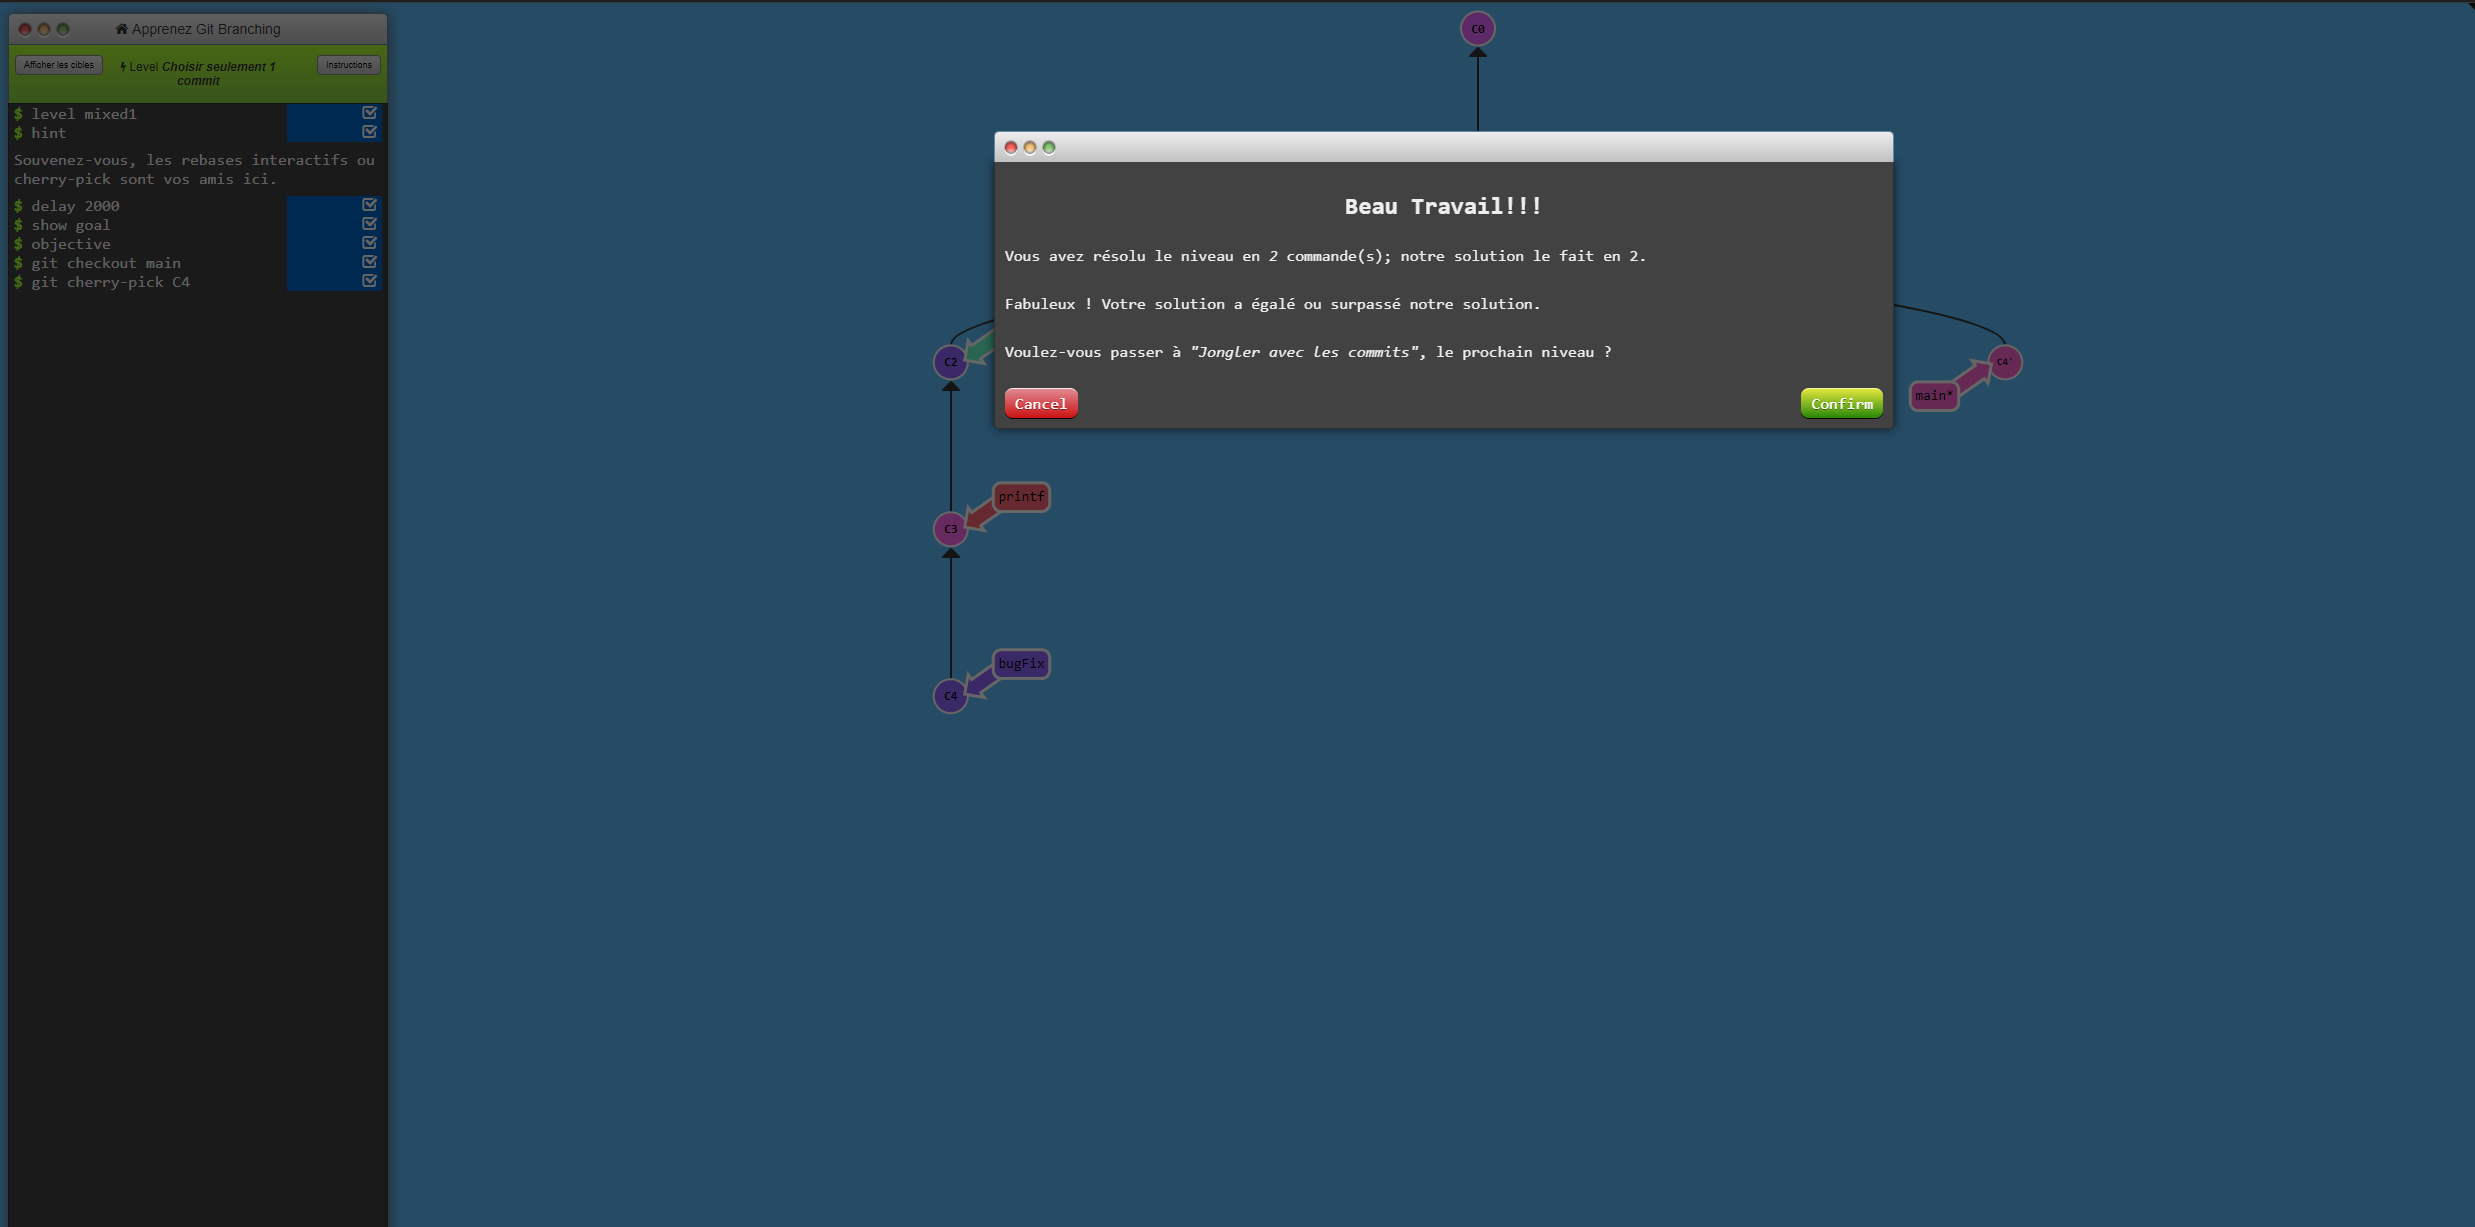 Apprenez Git Branching
Afficher les cibles
Level Choisir seulement 1
commit
Instructions
$ level mixed1
$ hint
Souvenez-vous, les rebases interactifs ou
cherry-pick sont vos amis ici.
$ delay 2000
$ show goal
$ objective
$ git checkout main
$ git cherry-pick C4
C0
Beau Travail!!!
Vous avez résolu le niveau en 2 commande(s); notre solution le fait en 2.
Fabuleux ! Votre solution a égalé ou surpassé notre solution.
Voulez-vous passer à "Jongler avec les commits", le prochain niveau ?
Cancel
Confirm
C2
C4'
main*
printf
C3
bugFix
C4